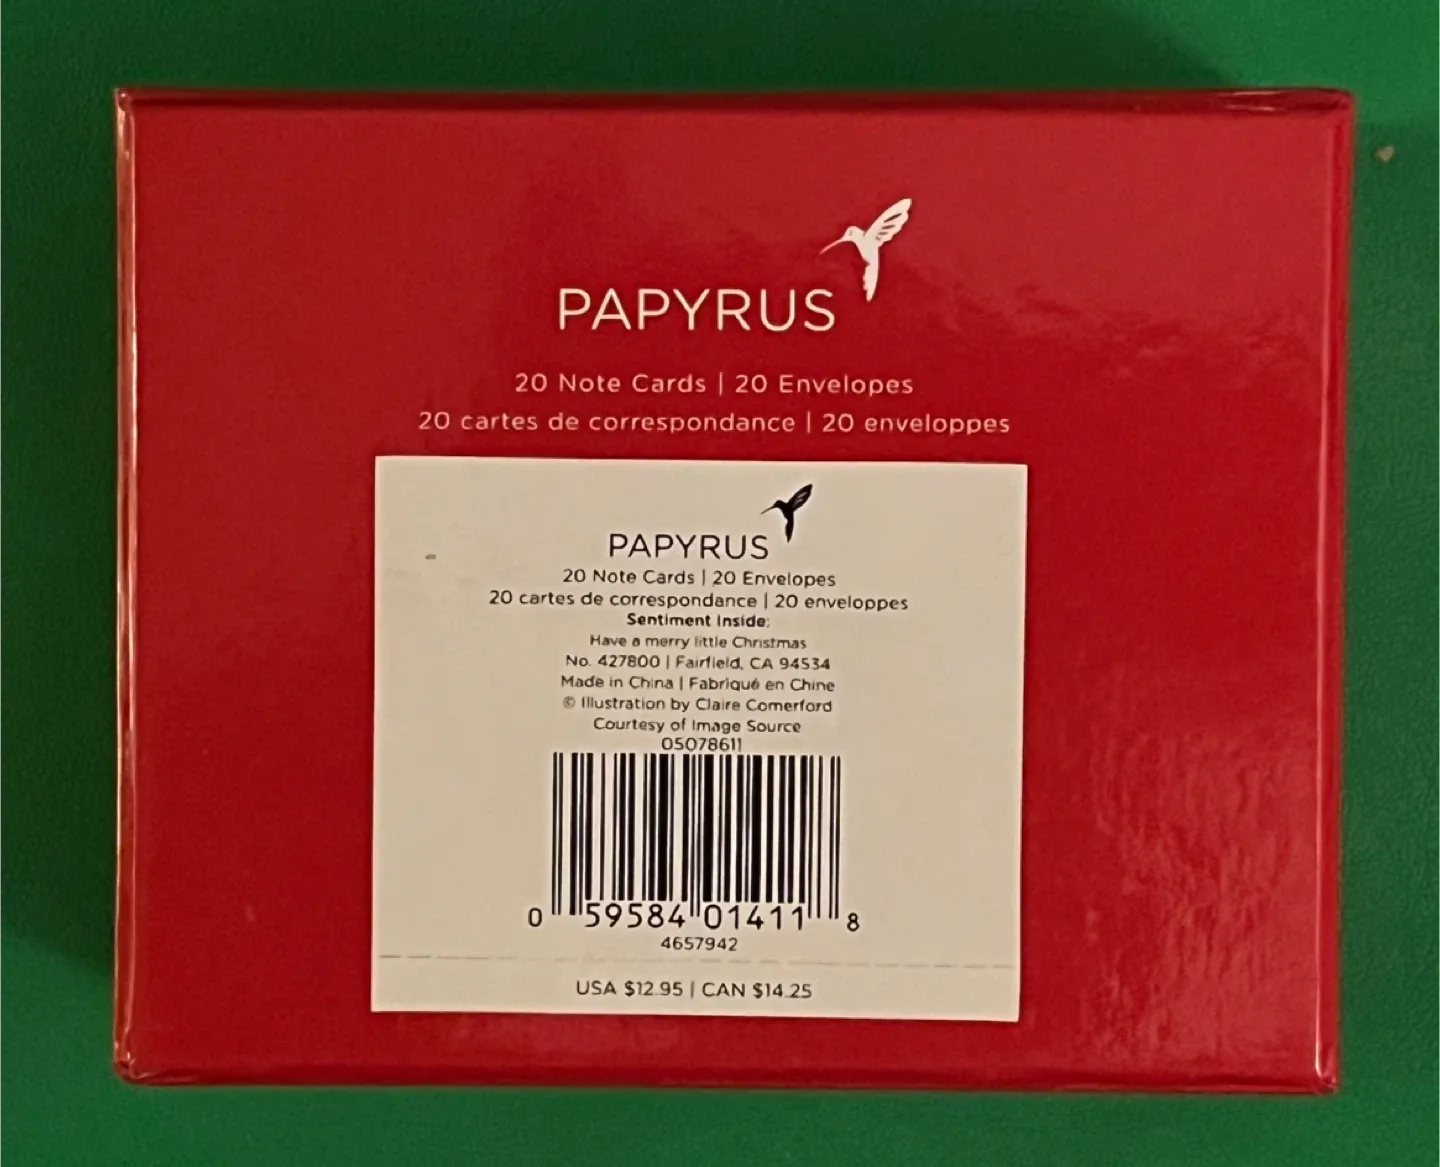 PAPYRUS
20 Note Cards | 20 Envelopes
20 cartes de correspondance | 20 enveloppes
PAPYRUS
20 Note Cards | 20 Envelopes
20 cartes de correspondance | 20 enveloppes
Sentiment Inside:
Have a merry little Christmas
No. 427800 | Fairfield, CA 94534
Made in China | Fabriqué en Chine
© Illustration by Claire Comerford
Courtesy of Image Source
05078611
0 59584 01411 8
4657942
USA $12.95 | CAN $14.25